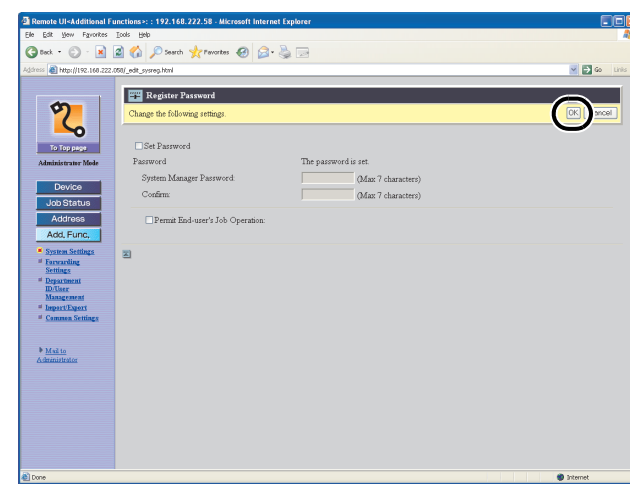 Remote UI<Additional Functions>: : 192.168.222.58 - Microsoft Internet Explorer
File Edit View Favorites Tools Help
Back Search Favorites
Address http://192.168.222.058/_edit_sysreg.html Go Links
Register Password
Change the following settings. OK Cancel
To Top page
Administrator Mode
Device
Job Status
Address
Add. Func.
System Settings
Forwarding
Settings
Department
ID/User
Management
Import/Export
Common Settings
Mail to
Administrator
Set Password
Password The password is set.
System Manager Password: (Max 7 characters)
Confirm: (Max 7 characters)
Permit End-user's Job Operation:
Done Internet